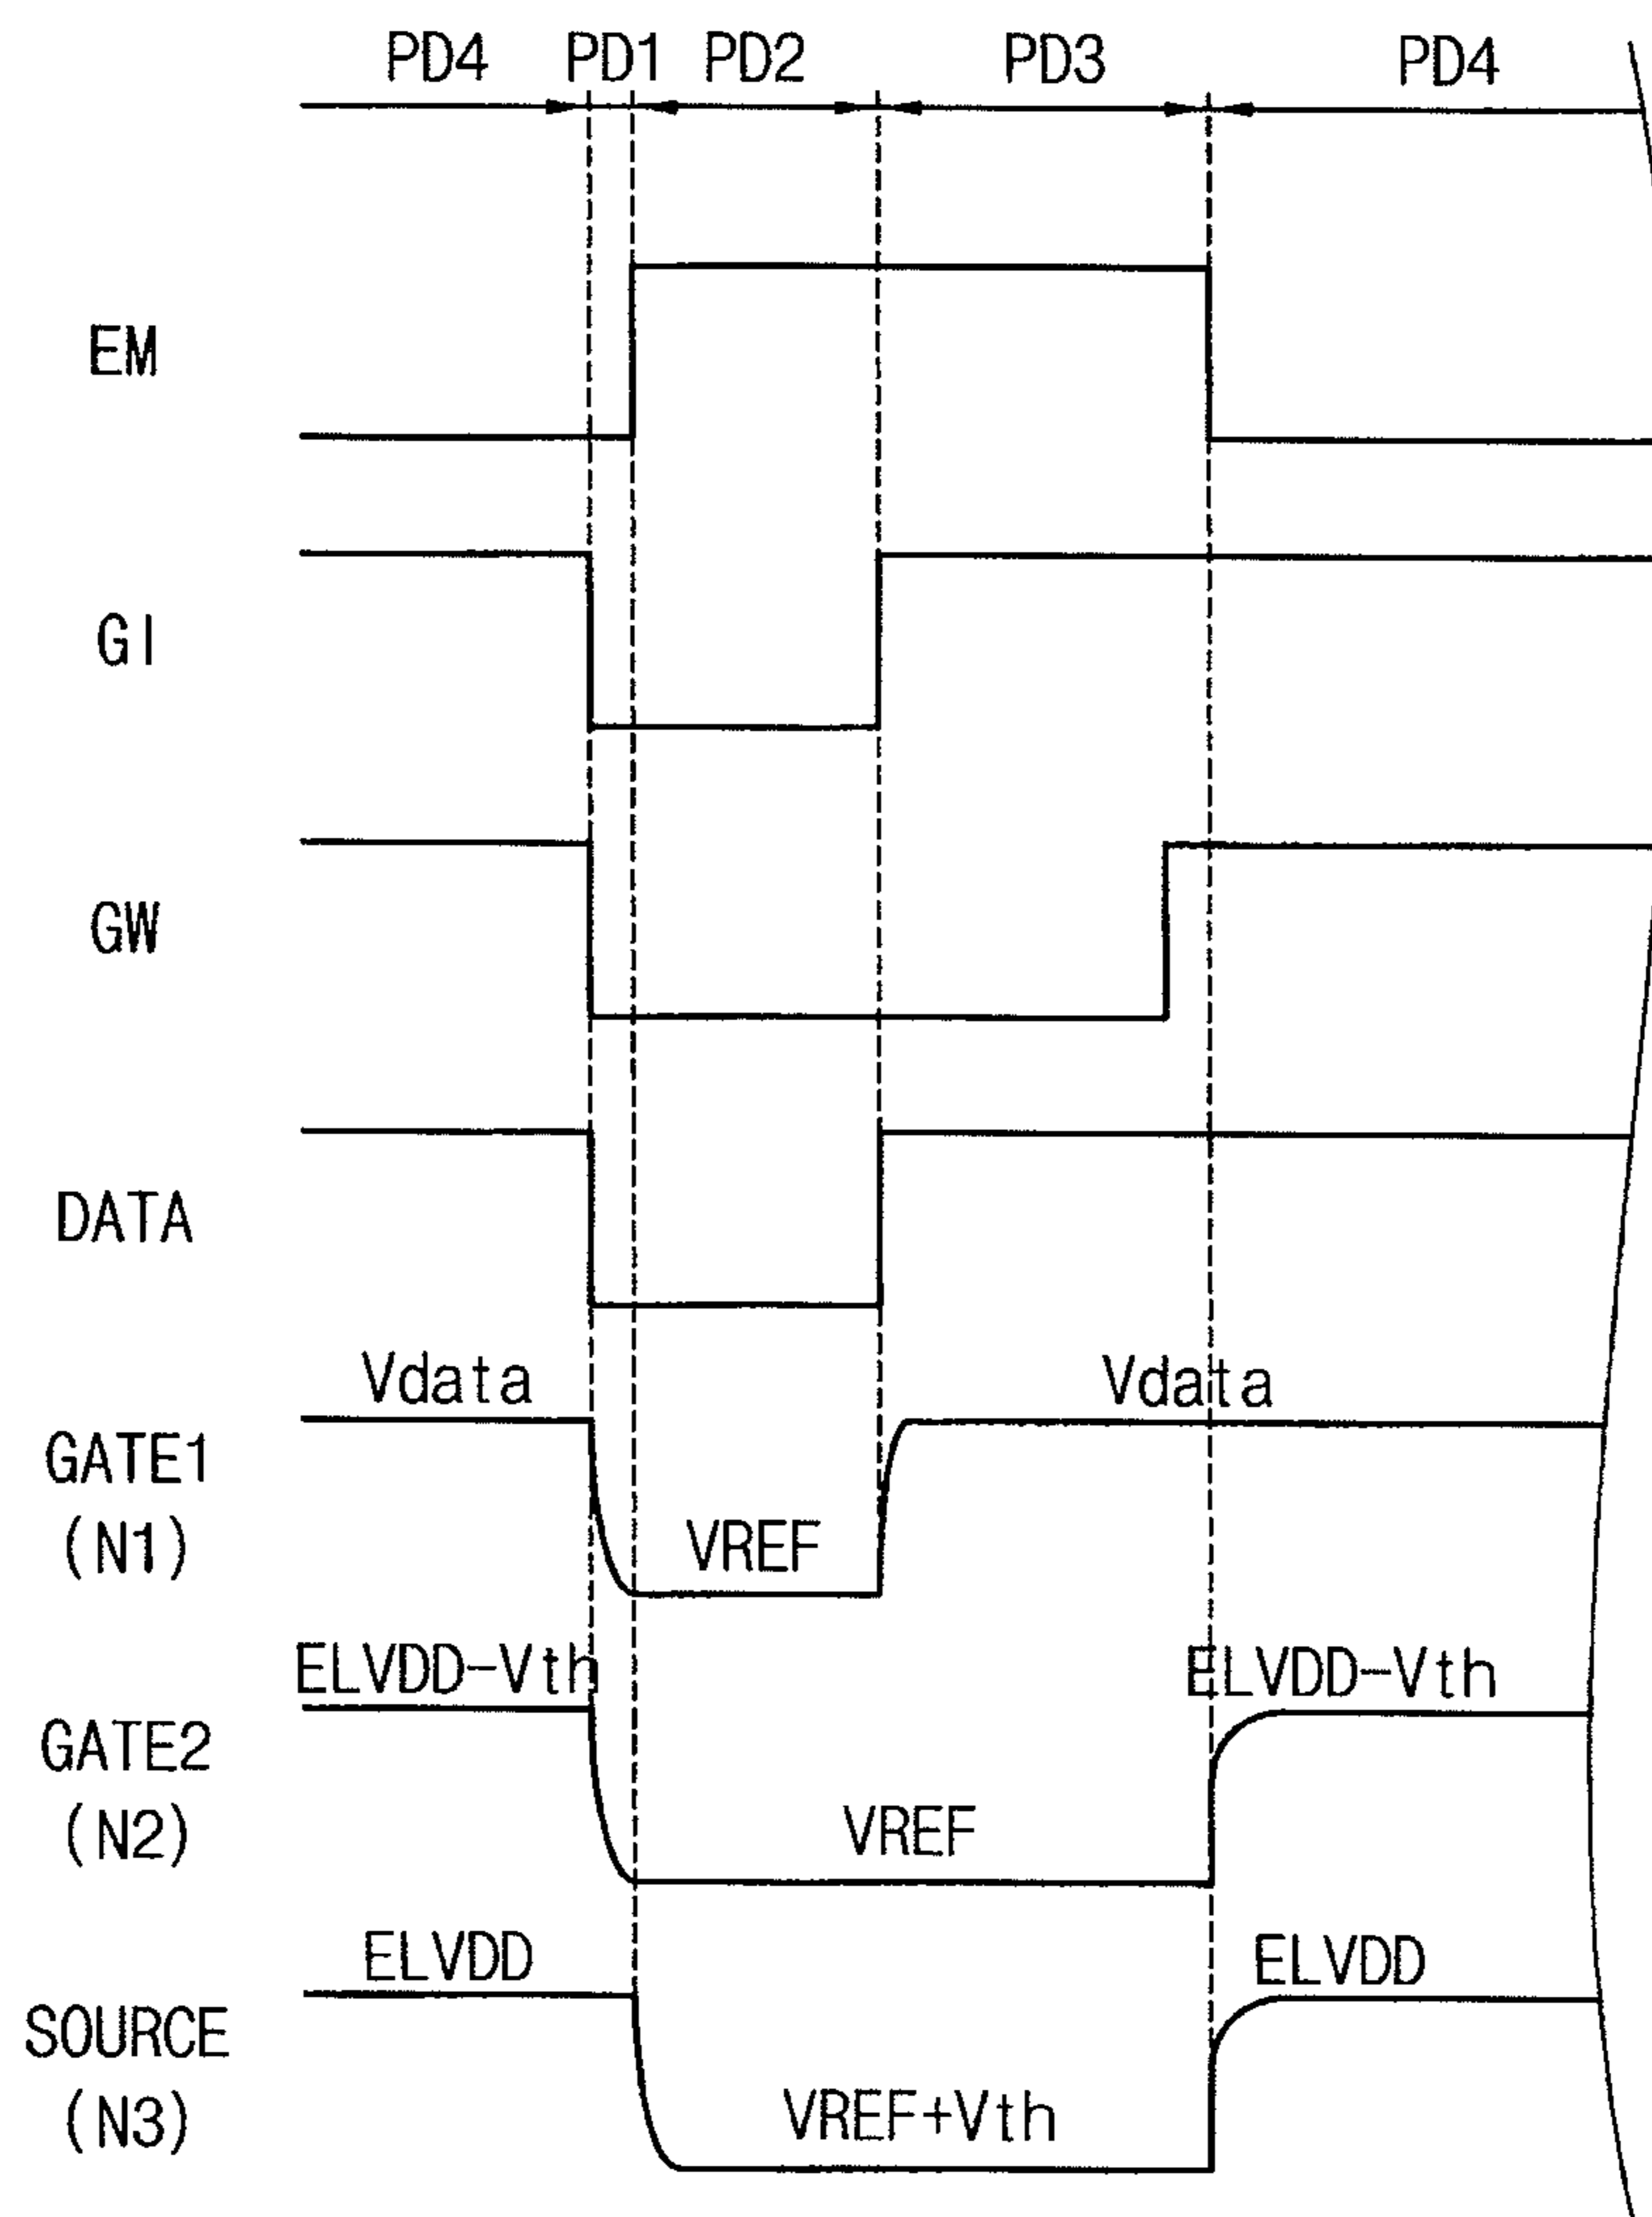 PD4 PD1 PD2 PD3 PD4
EM
GI
GW
DATA
Vdata Vdata
GATE1
(N1)
VREF
ELVDD-Vth ELVDD-Vth
GATE2
(N2)
VREF
ELVDD ELVDD
SOURCE
(N3)
VREF+Vth